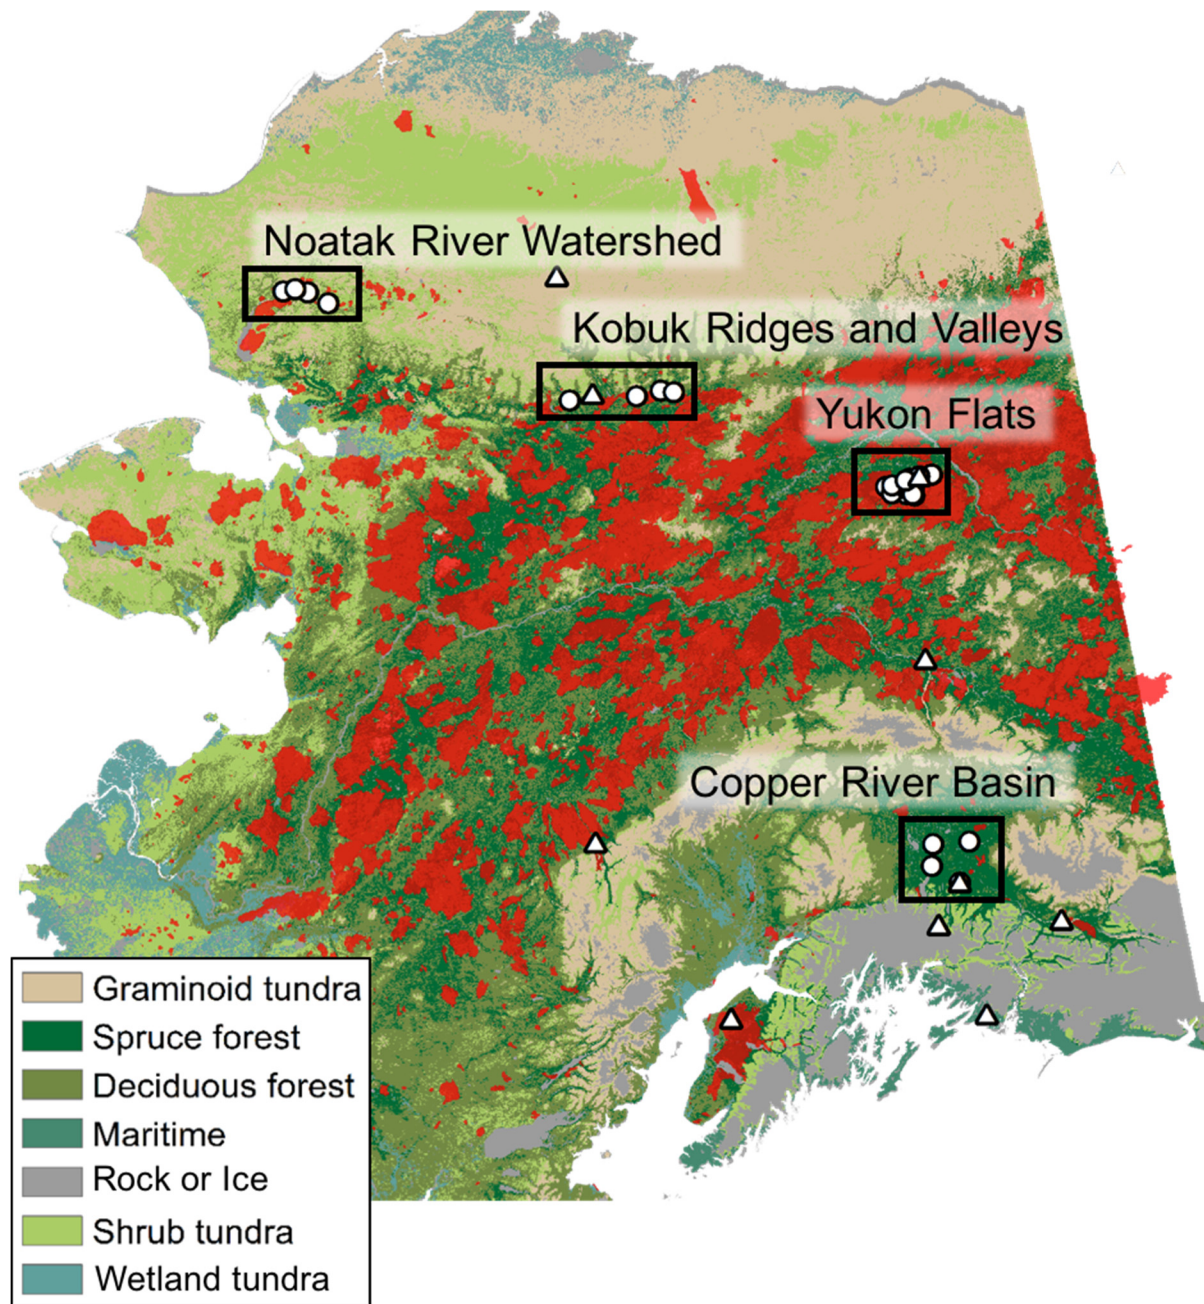 Noatak River Watershed
Kobuk Ridges and Valleys
Yukon Flats
Copper River Basin
Graminoid tundra
Spruce forest
Deciduous forest
Maritime
Rock or Ice
Shrub tundra
Wetland tundra